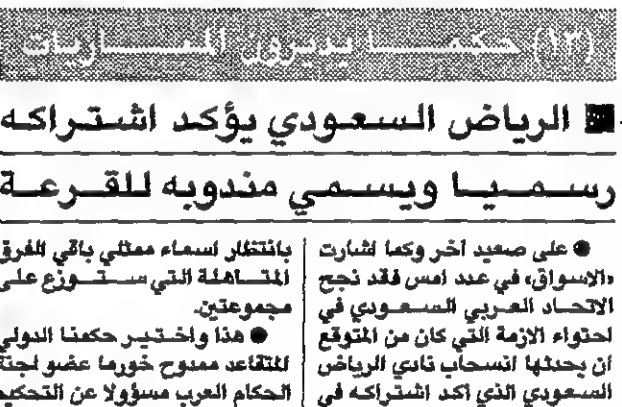 (١٣) حكمــا يديرون المبــاريات
■ الرياض السعودي يؤكد اشتراكه
رسميا ويسمي مندوبه للقرعة
● على صعيد آخر وكما اشارت
«الاسواق» في عدد امس فقد نجح
الاتحاد العربي السعودي في
احتواء الازمة التي كان من المتوقع
ان يحدثها انسحاب نادي الرياض
السعودي الذي اكد اشتراكه في
بانتظار اسماء ممثلي باقي الفرق
المتاهلة التي ستوزع على
مجموعتين.
● هذا واختير حكمنا الدولي
المتقاعد ممدوح خورما عضو لجنة
الحكام العرب مسؤولا عن التحكيم